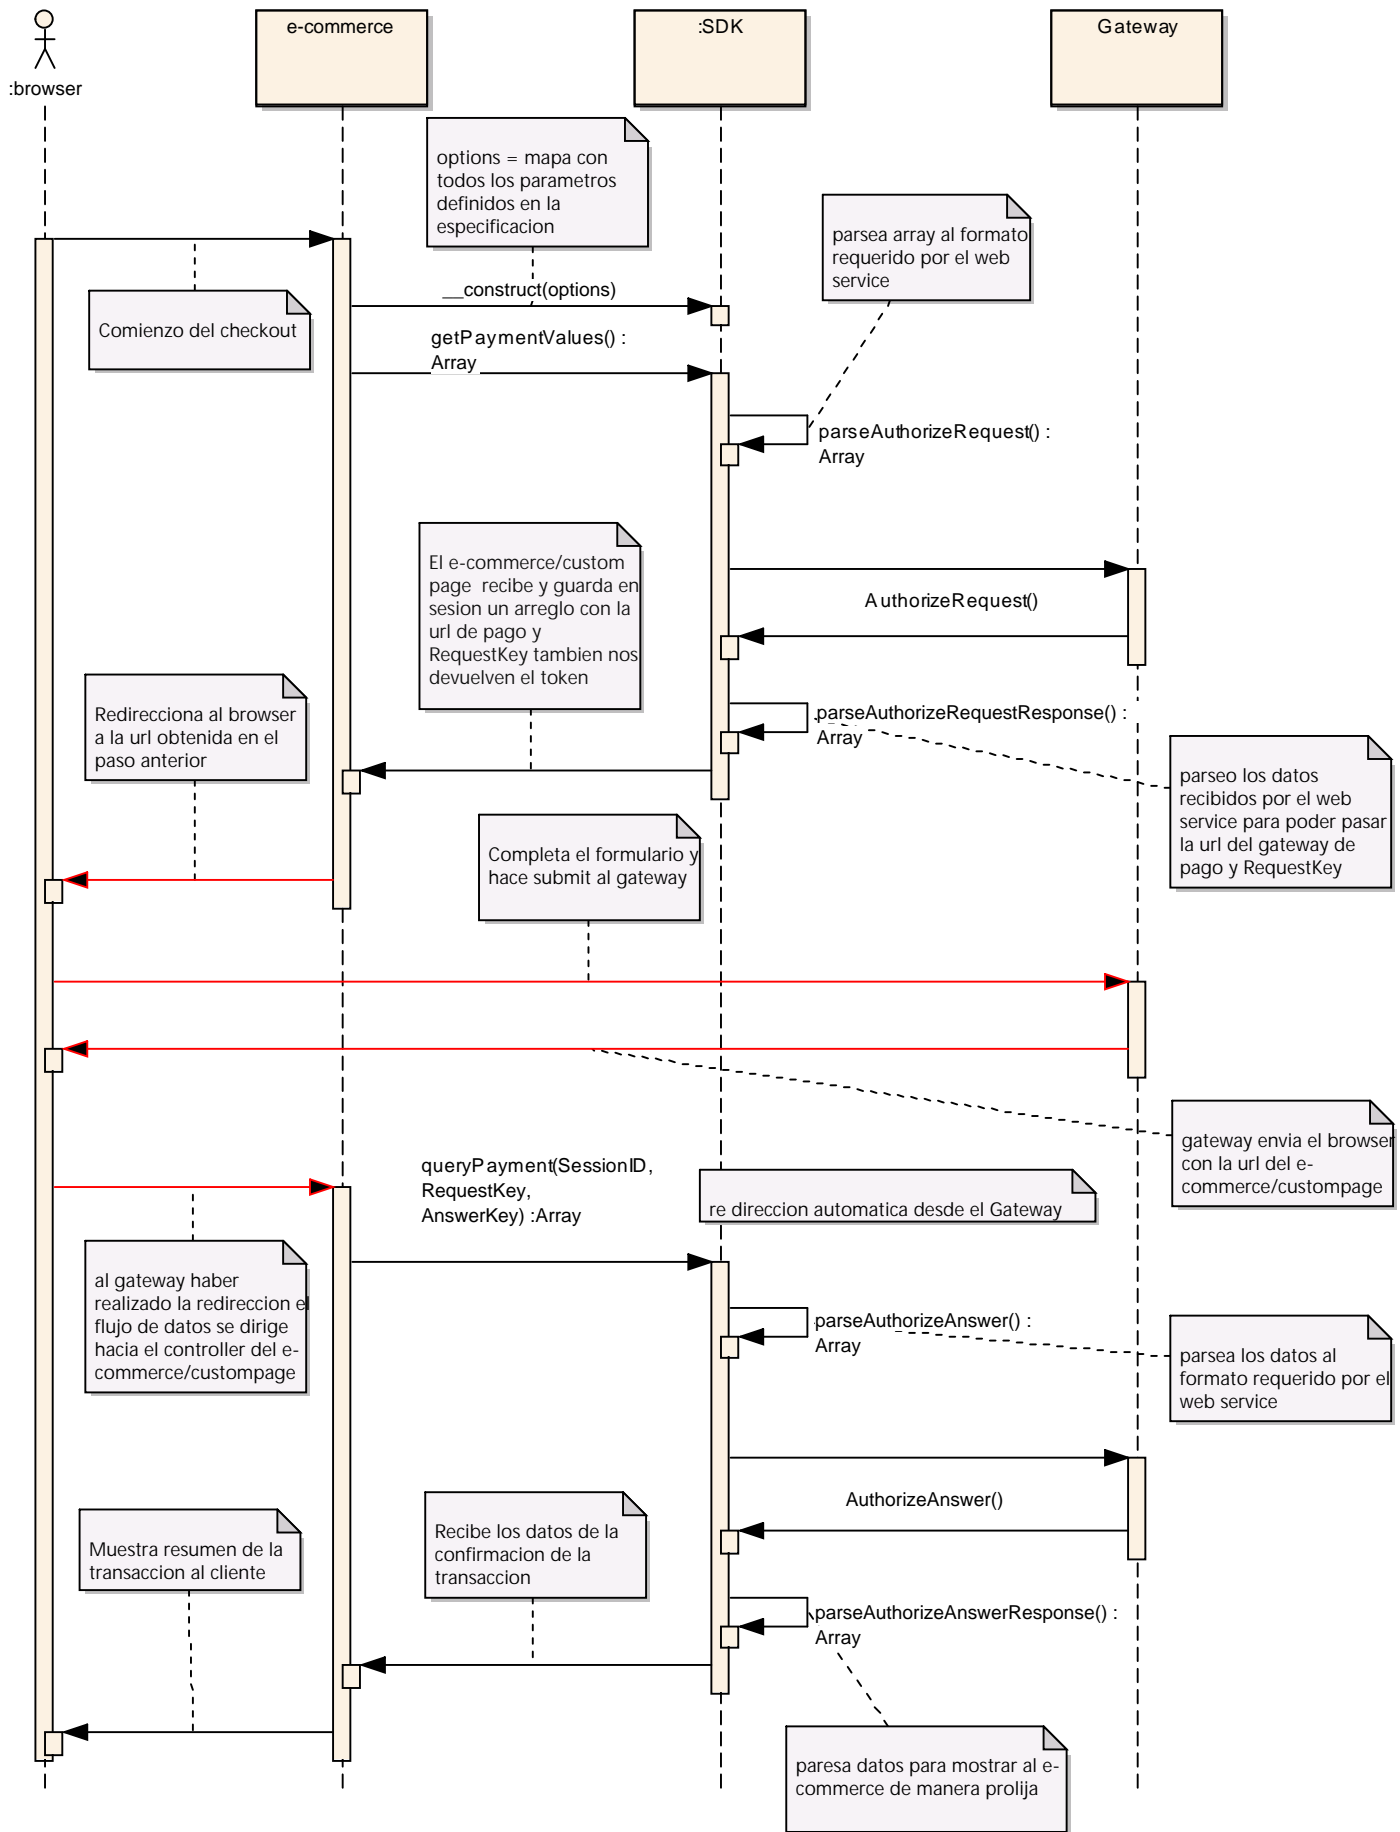 e-commerce
:SDK
Gateway
:browser
options = mapa con
todos los parametros
definidos en la
especificacion
parsea array al formato
requerido por el web
service
__construct(options)
Comienzo del checkout
getPaymentValues() :
Array
parseAuthorizeRequest() :
Array
El e-commerce/custom
page  recibe y guarda en
sesion un arreglo con la
url de pago y
RequestKey tambien nos
devuelven el token
AuthorizeRequest()
Redirecciona al browser
a la url obtenida en el
paso anterior
parseAuthorizeRequestResponse() :
Array
parseo los datos
recibidos por el web
service para poder pasar
la url del gateway de
pago y RequestKey
Completa el formulario y
hace submit al gateway
gateway envia el browser
con la url del e-
commerce/custompage
queryPayment(SessionID,
RequestKey,
AnswerKey) :Array
re direccion automatica desde el Gateway
al gateway haber
realizado la redireccion el
flujo de datos se dirige
hacia el controller del e-
commerce/custompage
parseAuthorizeAnswer() :
Array
parsea los datos al
formato requerido por el
web service
AuthorizeAnswer()
Recibe los datos de la
confirmacion de la
transaccion
Muestra resumen de la
transaccion al cliente
parseAuthorizeAnswerResponse() :
Array
paresa datos para mostrar al e-
commerce de manera prolija